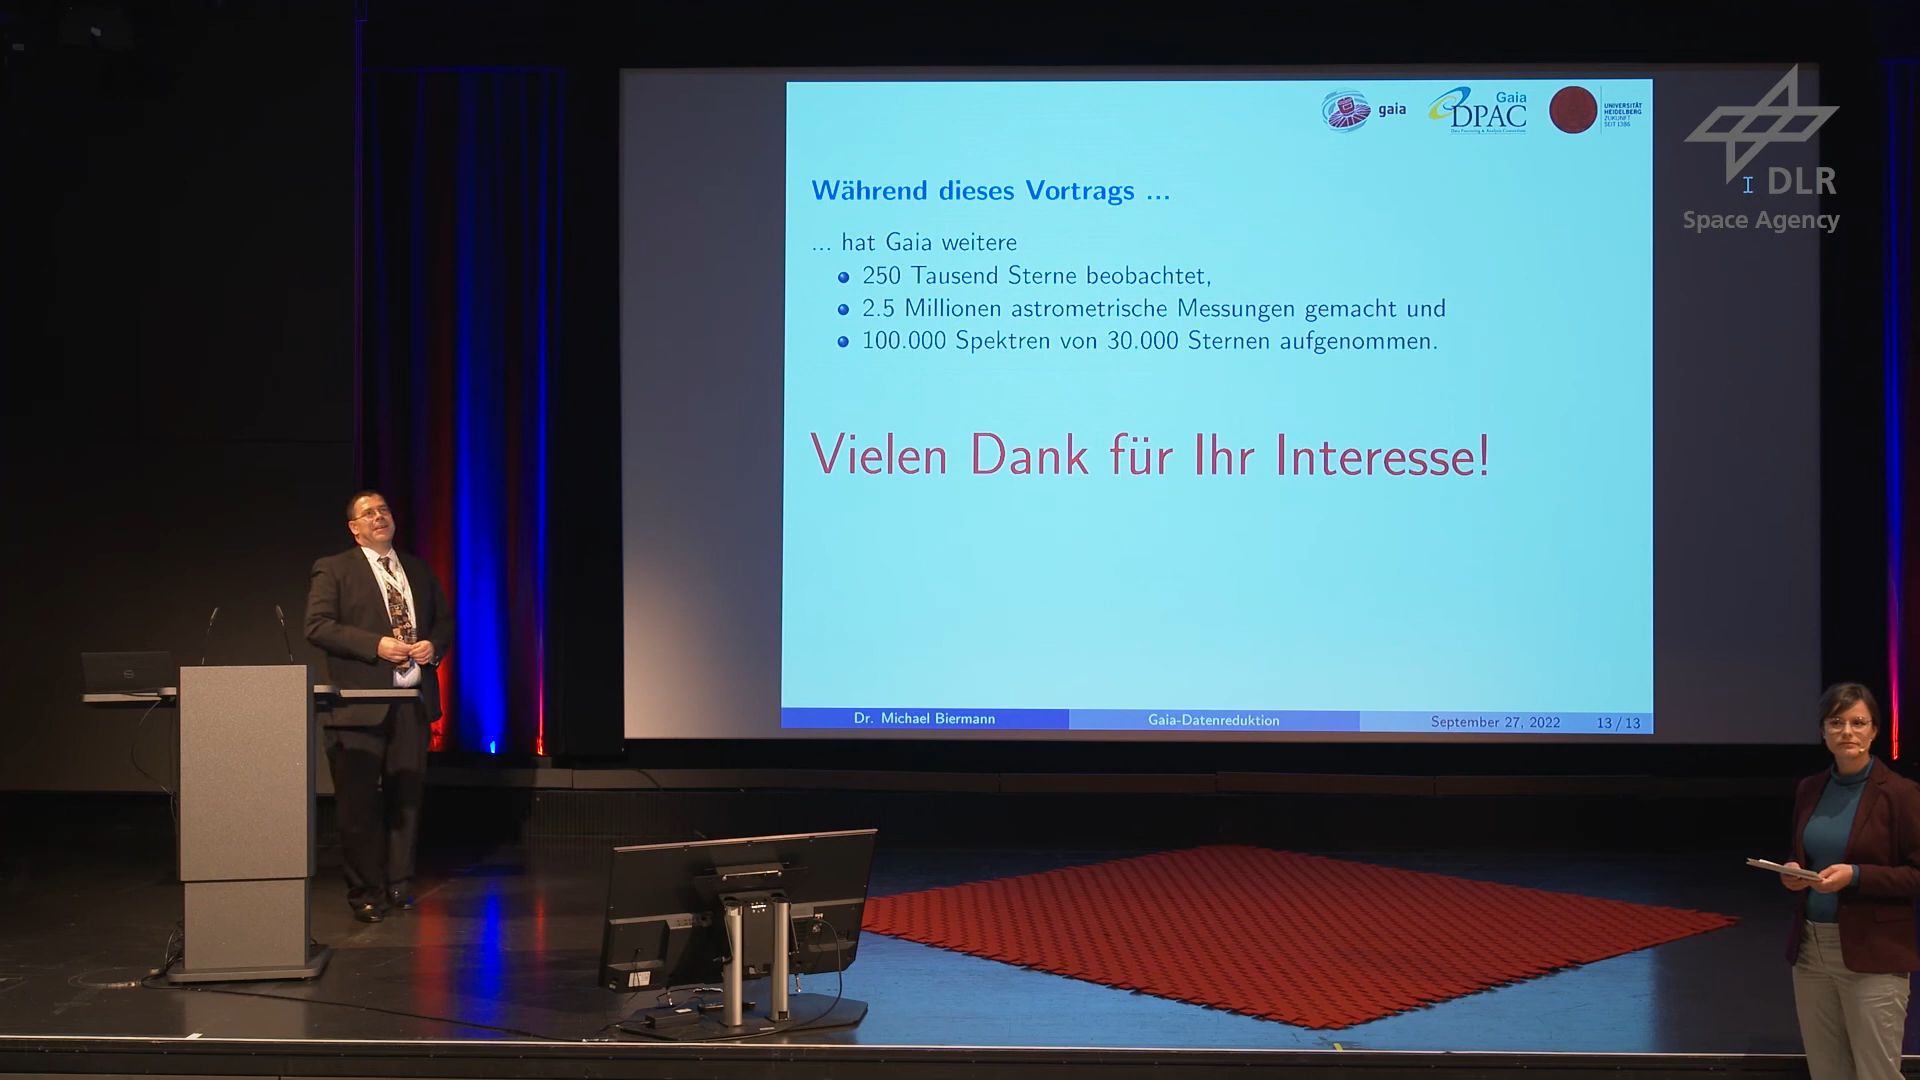 gaia
Gaia
DPAC
UNIVERSITÄT
HEIDELBERG
ZUKUNFT
SEIT 1386
DLR
Space Agency
Während dieses Vortrags ...
... hat Gaia weitere
250 Tausend Sterne beobachtet,
2.5 Millionen astrometrische Messungen gemacht und
100.000 Spektren von 30.000 Sternen aufgenommen.
Vielen Dank für Ihr Interesse!
Dr. Michael Biermann
Gaia-Datenreduktion
September 27, 2022
13 / 13